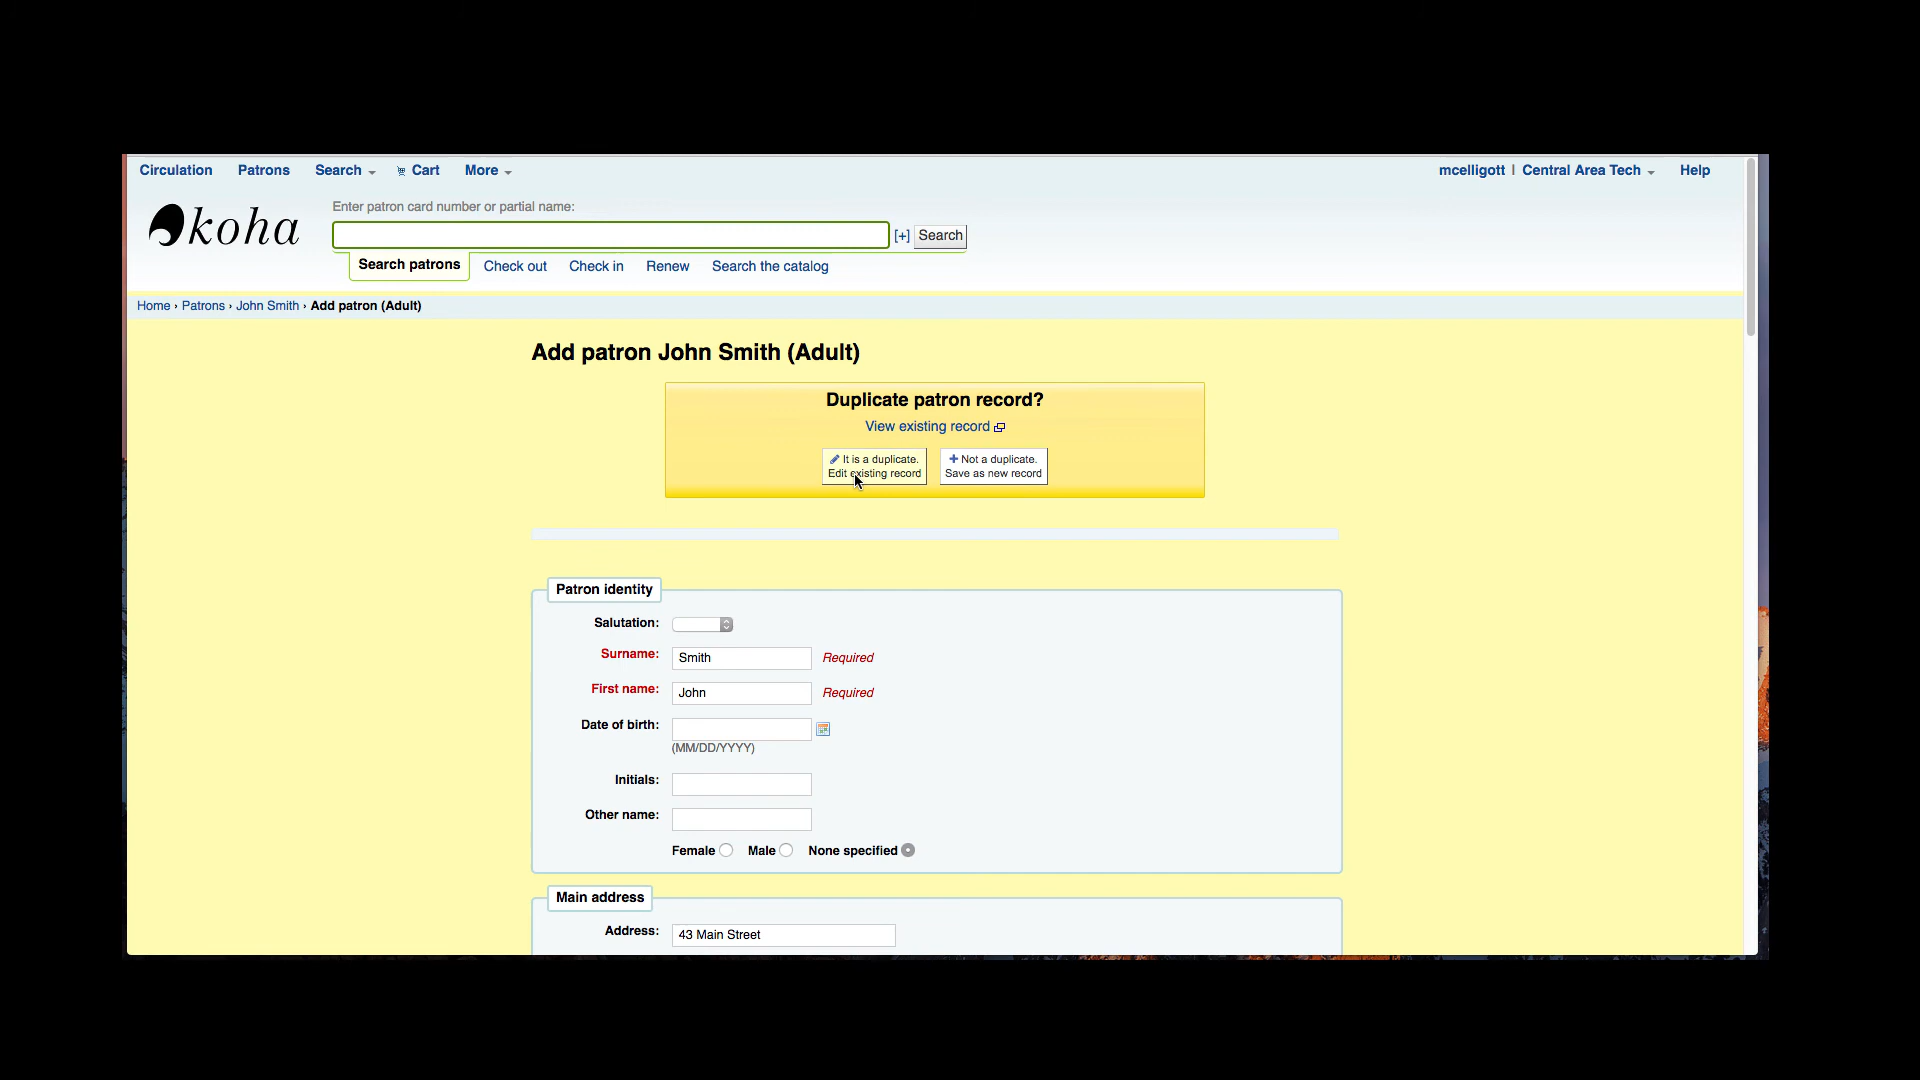 Circulation Patrons Search Cart More mcelligott | Central Area Tech Help
koha
Enter patron card number or partial name:
[+] Search
Search patrons Check out Check in Renew Search the catalog
Home › Patrons › John Smith › Add patron (Adult)
Add patron John Smith (Adult)
Duplicate patron record?
View existing record
It is a duplicate.
Edit existing record
Not a duplicate.
Save as new record
Patron identity
Salutation:
Surname: Smith Required
First name: John Required
Date of birth:
(MM/DD/YYYY)
Initials:
Other name:
Female Male None specified
Main address
Address: 43 Main Street